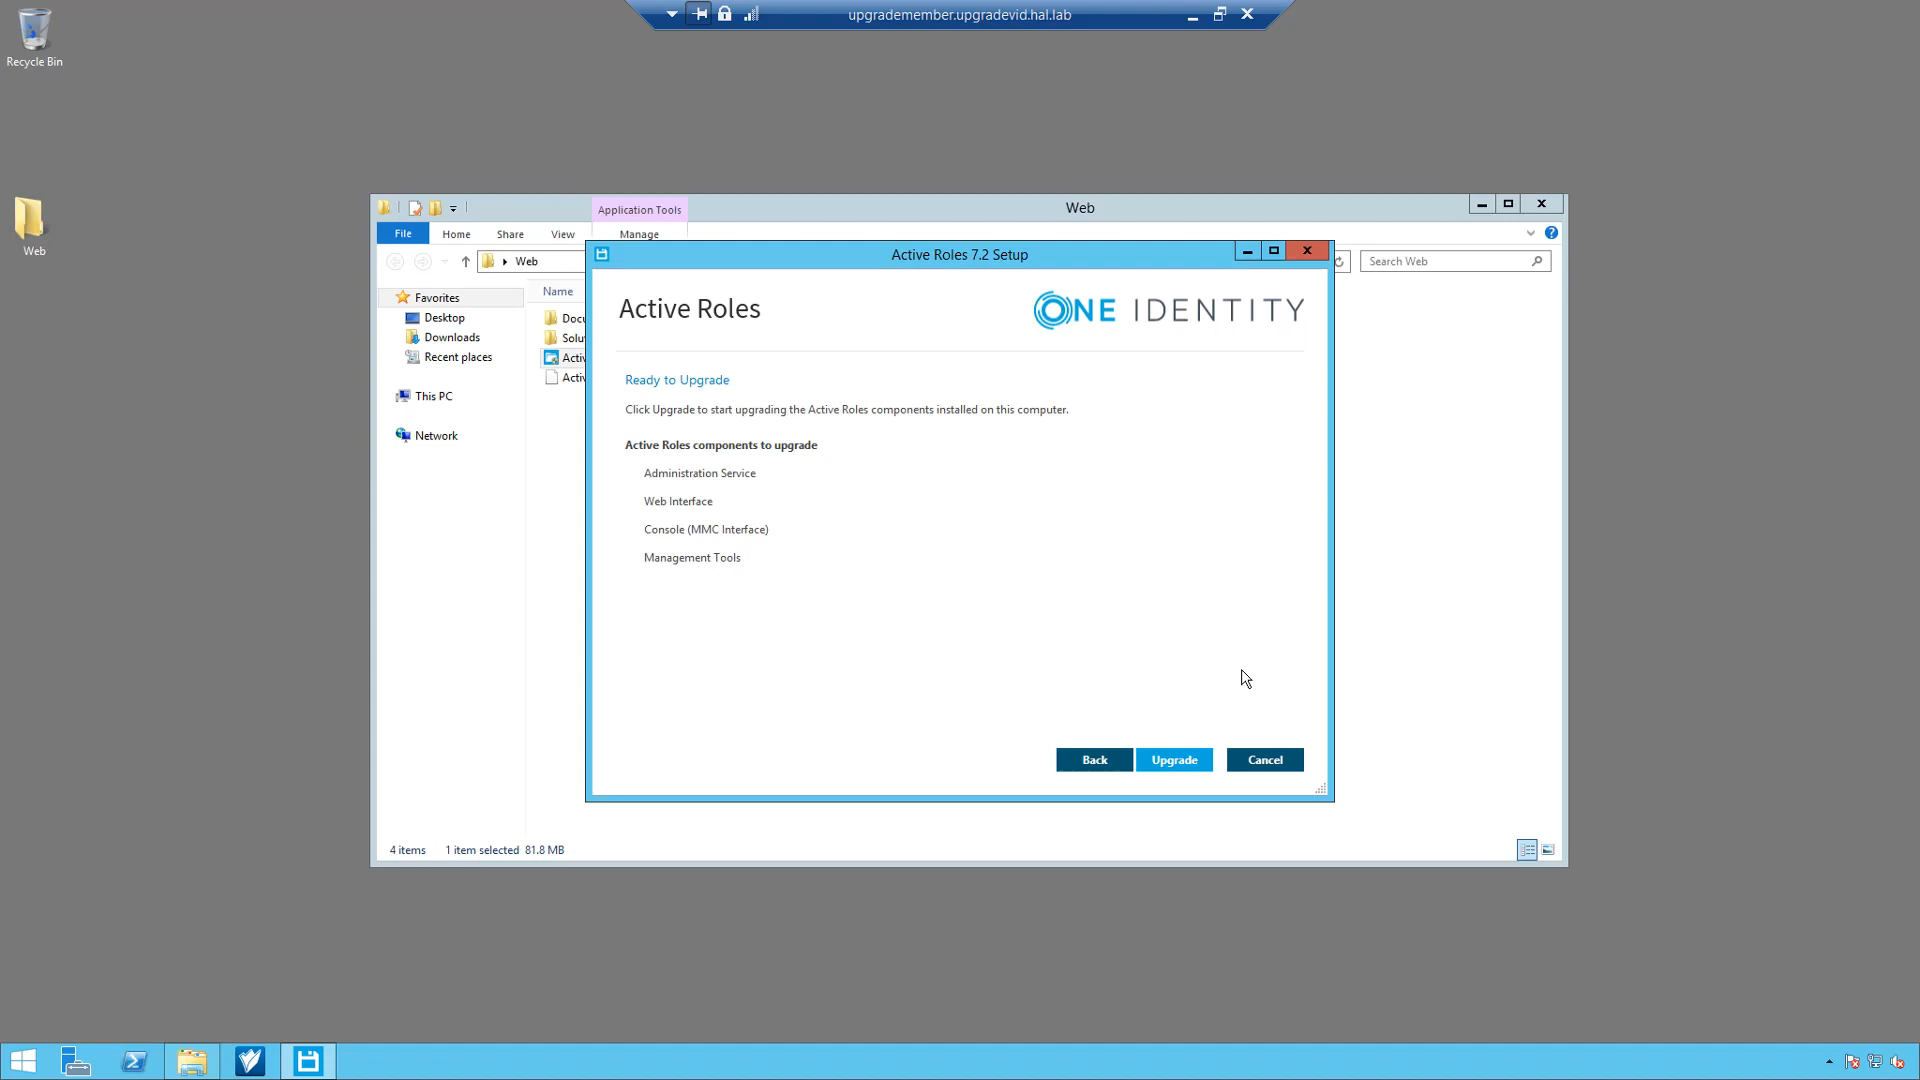 upgrademember.upgradevid.hal.lab
Recycle Bin
Web
Application Tools
Web
File
Home
Share
View
Manage
Web
Search Web
Active Roles 7.2 Setup
Favorites
Desktop
Downloads
Recent places
This PC
Network
Name
Docu
Solu
Activ
Activ
Active Roles
ONE IDENTITY
Ready to Upgrade
Click Upgrade to start upgrading the Active Roles components installed on this computer.
Active Roles components to upgrade
Administration Service
Web Interface
Console (MMC Interface)
Management Tools
Back
Upgrade
Cancel
4 items
1 item selected 81.8 MB